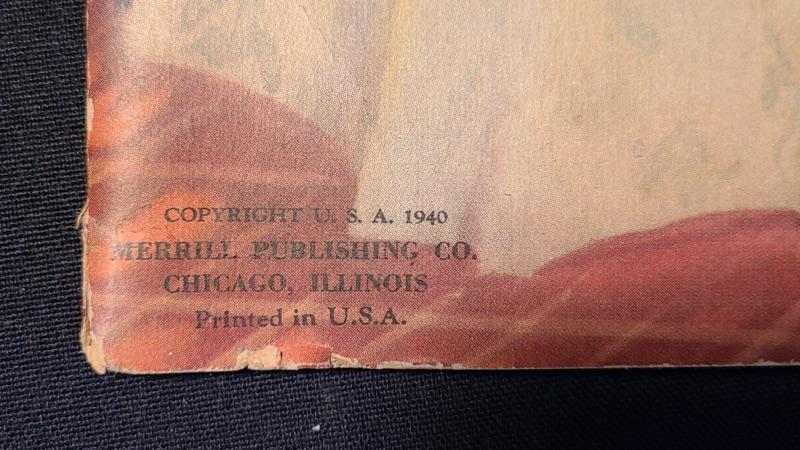 COPYRIGHT U. S. A. 1940
MERRILL PUBLISHING CO.
CHICAGO, ILLINOIS
Printed in U.S.A.